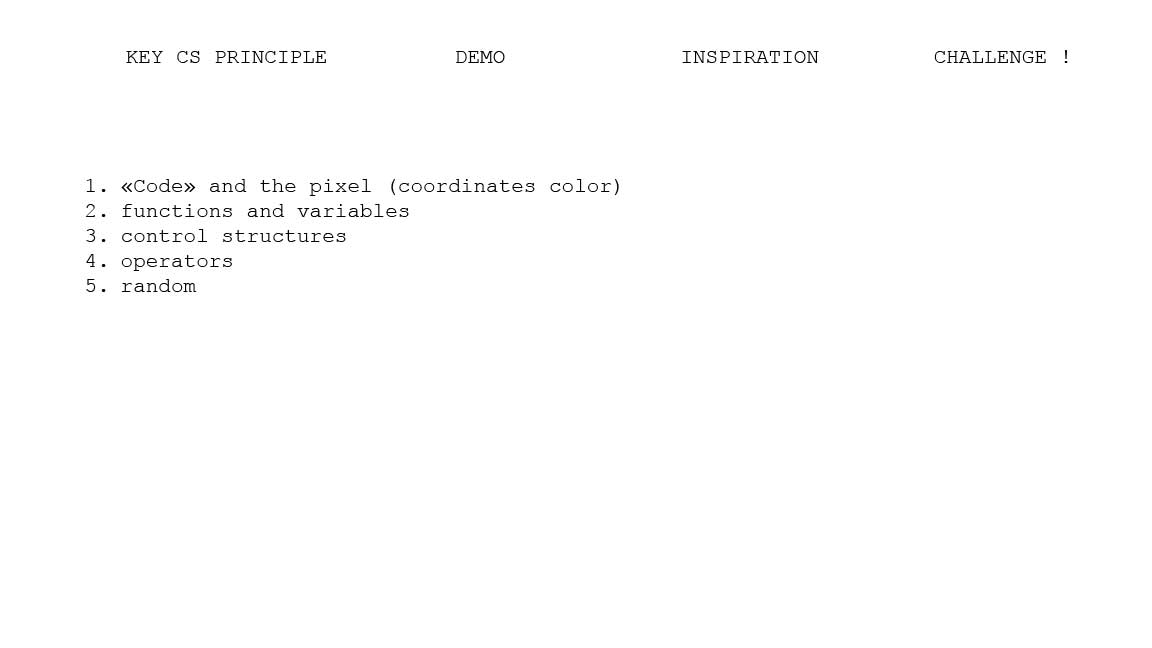 KEY CS PRINCIPLE DEMO INSPIRATION CHALLENGE !
1. «Code» and the pixel (coordinates color)
2. functions and variables
3. control structures
4. operators
5. random